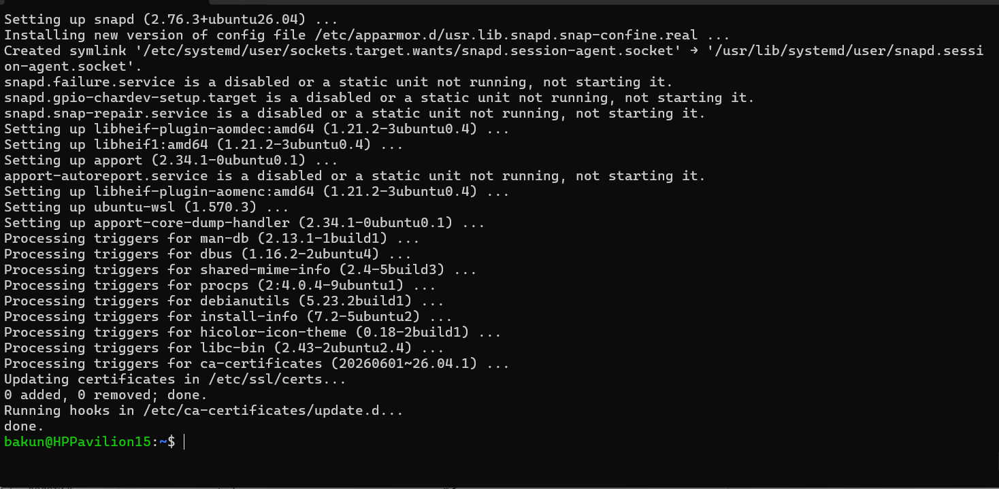 Setting up snapd (2.76.3+ubuntu26.04) ...
Installing new version of config file /etc/apparmor.d/usr.lib.snapd.snap-confine.real ...
Created symlink '/etc/systemd/user/sockets.target.wants/snapd.session-agent.socket' → '/usr/lib/systemd/user/snapd.sessi
on-agent.socket'.
snapd.failure.service is a disabled or a static unit not running, not starting it.
snapd.gpio-chardev-setup.target is a disabled or a static unit not running, not starting it.
snapd.snap-repair.service is a disabled or a static unit not running, not starting it.
Setting up libheif-plugin-aomdec:amd64 (1.21.2-3ubuntu0.4) ...
Setting up libheif1:amd64 (1.21.2-3ubuntu0.4) ...
Setting up apport (2.34.1-0ubuntu0.1) ...
apport-autoreport.service is a disabled or a static unit not running, not starting it.
Setting up libheif-plugin-aomenc:amd64 (1.21.2-3ubuntu0.4) ...
Setting up ubuntu-wsl (1.570.3) ...
Setting up apport-core-dump-handler (2.34.1-0ubuntu0.1) ...
Processing triggers for man-db (2.13.1-1build1) ...
Processing triggers for dbus (1.16.2-2ubuntu4) ...
Processing triggers for shared-mime-info (2.4-5build3) ...
Processing triggers for procps (2:4.0.4-9ubuntu1) ...
Processing triggers for debianutils (5.23.2build1) ...
Processing triggers for install-info (7.2-5ubuntu2) ...
Processing triggers for hicolor-icon-theme (0.18-2build1) ...
Processing triggers for libc-bin (2.43-2ubuntu2.4) ...
Processing triggers for ca-certificates (20260601~26.04.1) ...
Updating certificates in /etc/ssl/certs...
0 added, 0 removed; done.
Running hooks in /etc/ca-certificates/update.d...
done.
bakun@HPPavilion15:~$